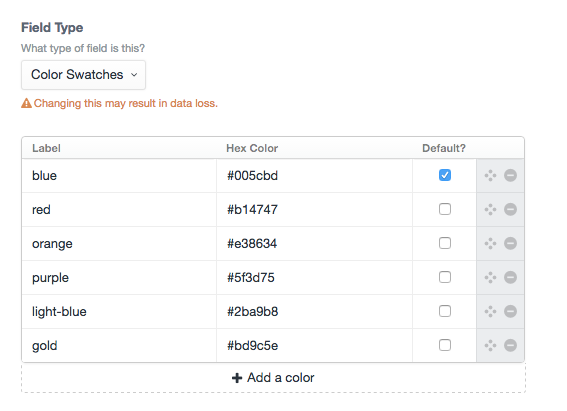 Field Type
What type of field is this?
Color Swatches
Changing this may result in data loss.
Label Hex Color Default?
blue #005cbd
red #b14747
orange #e38634
purple #5f3d75
light-blue #2ba9b8
gold #bd9c5e
Add a color